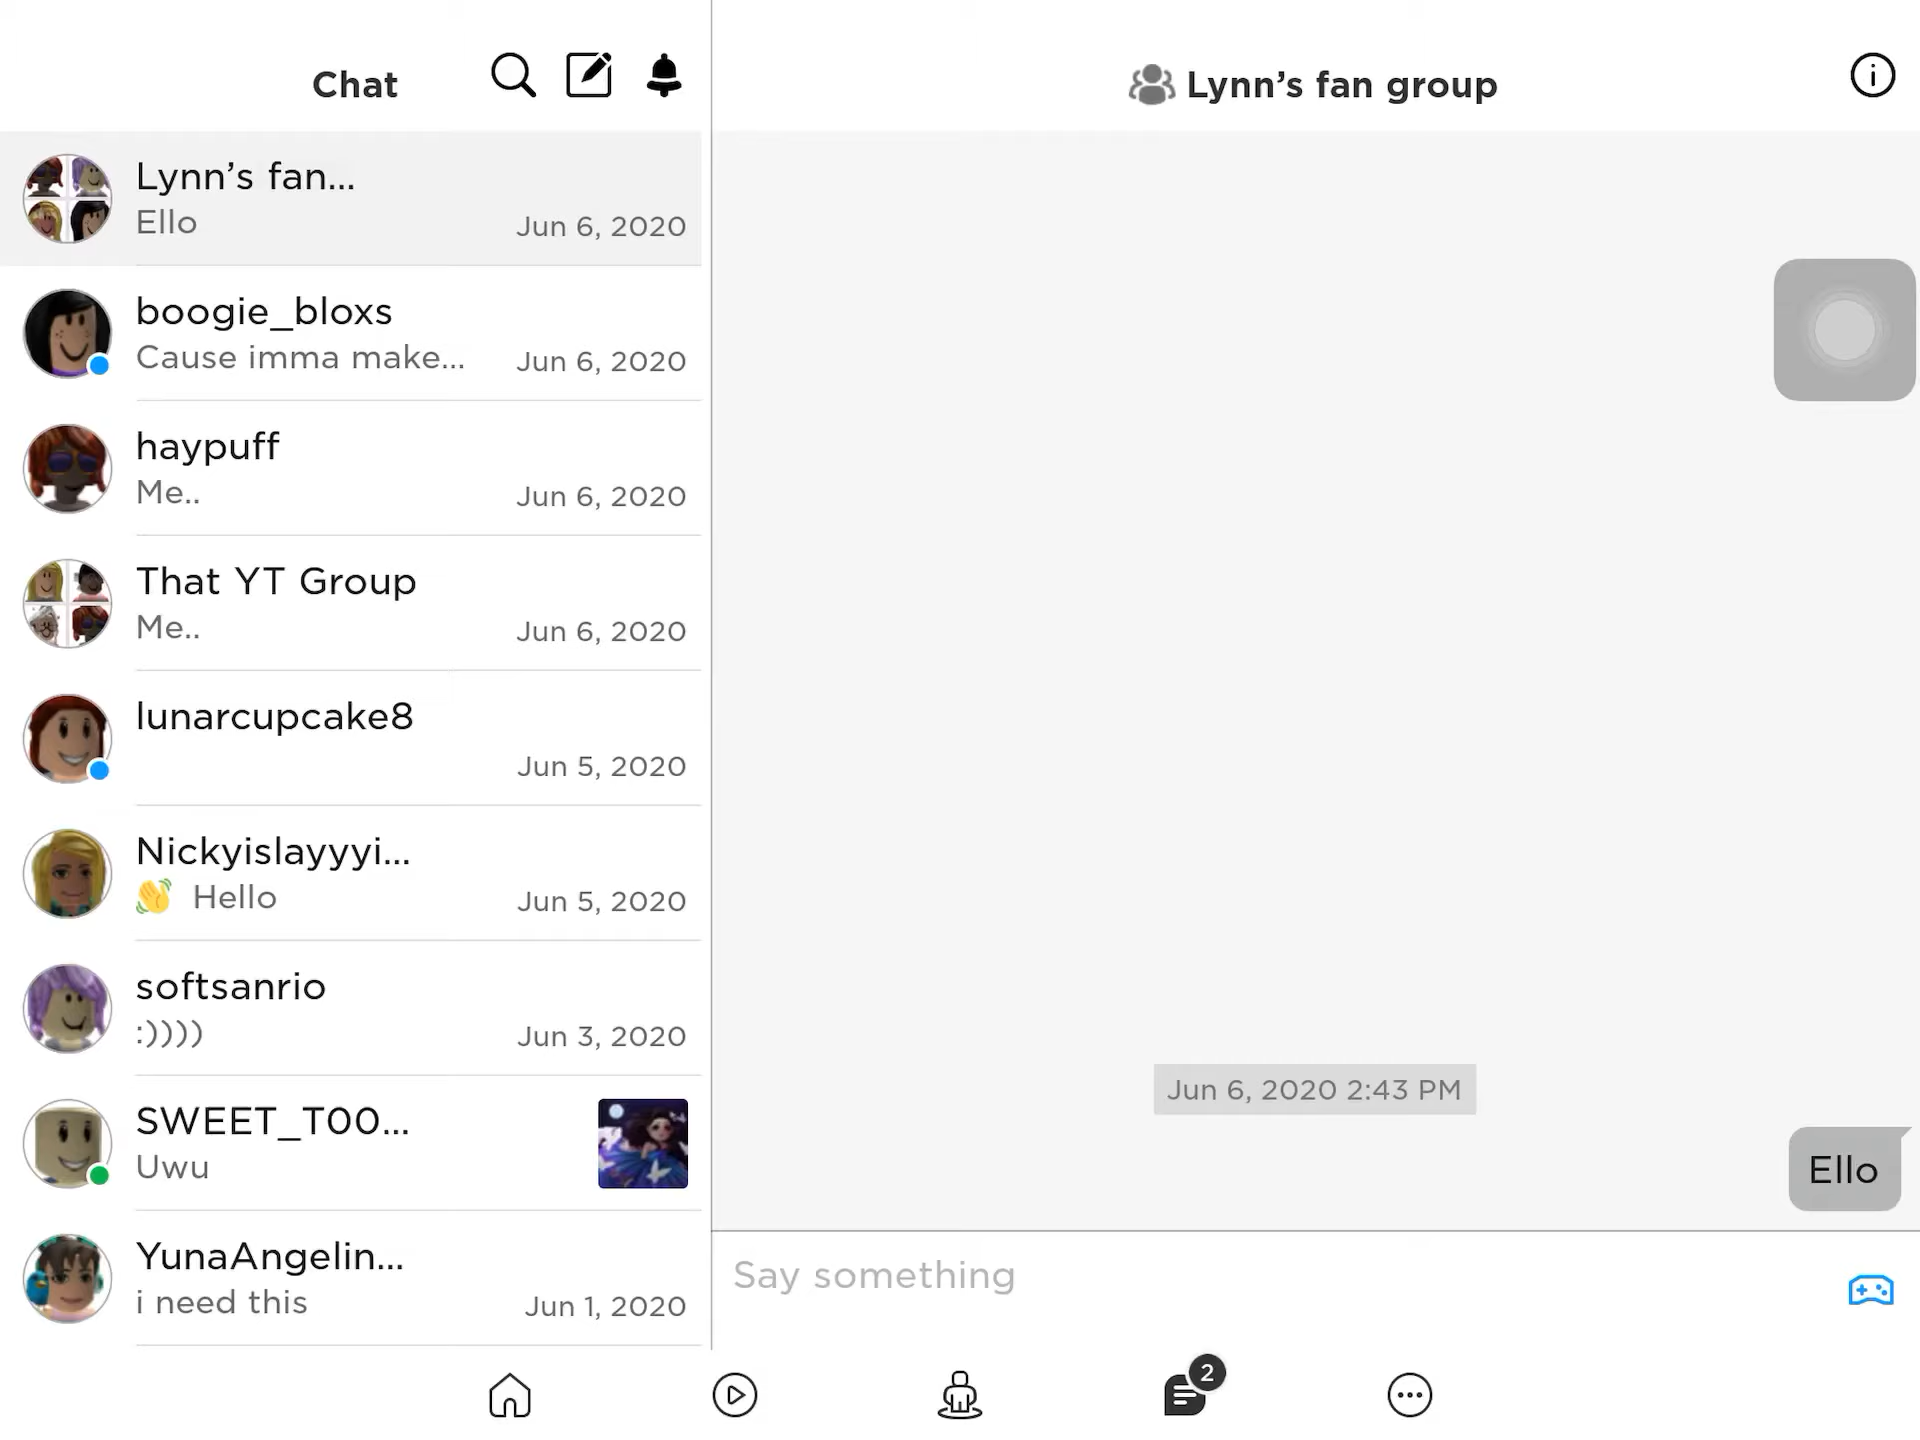 Chat
Lynn’s fan...
Ello
Jun 6, 2020
boogie_bloxs
Cause imma make...
Jun 6, 2020
haypuff
Me..
Jun 6, 2020
That YT Group
Me..
Jun 6, 2020
lunarcupcake8
Jun 5, 2020
Nickyislayyyi...
👋 Hello
Jun 5, 2020
softsanrio
:))))
Jun 3, 2020
SWEET_T00...
Uwu
YunaAngelin...
i need this
Jun 1, 2020
Lynn’s fan group
Jun 6, 2020 2:43 PM
Ello
Say something
2